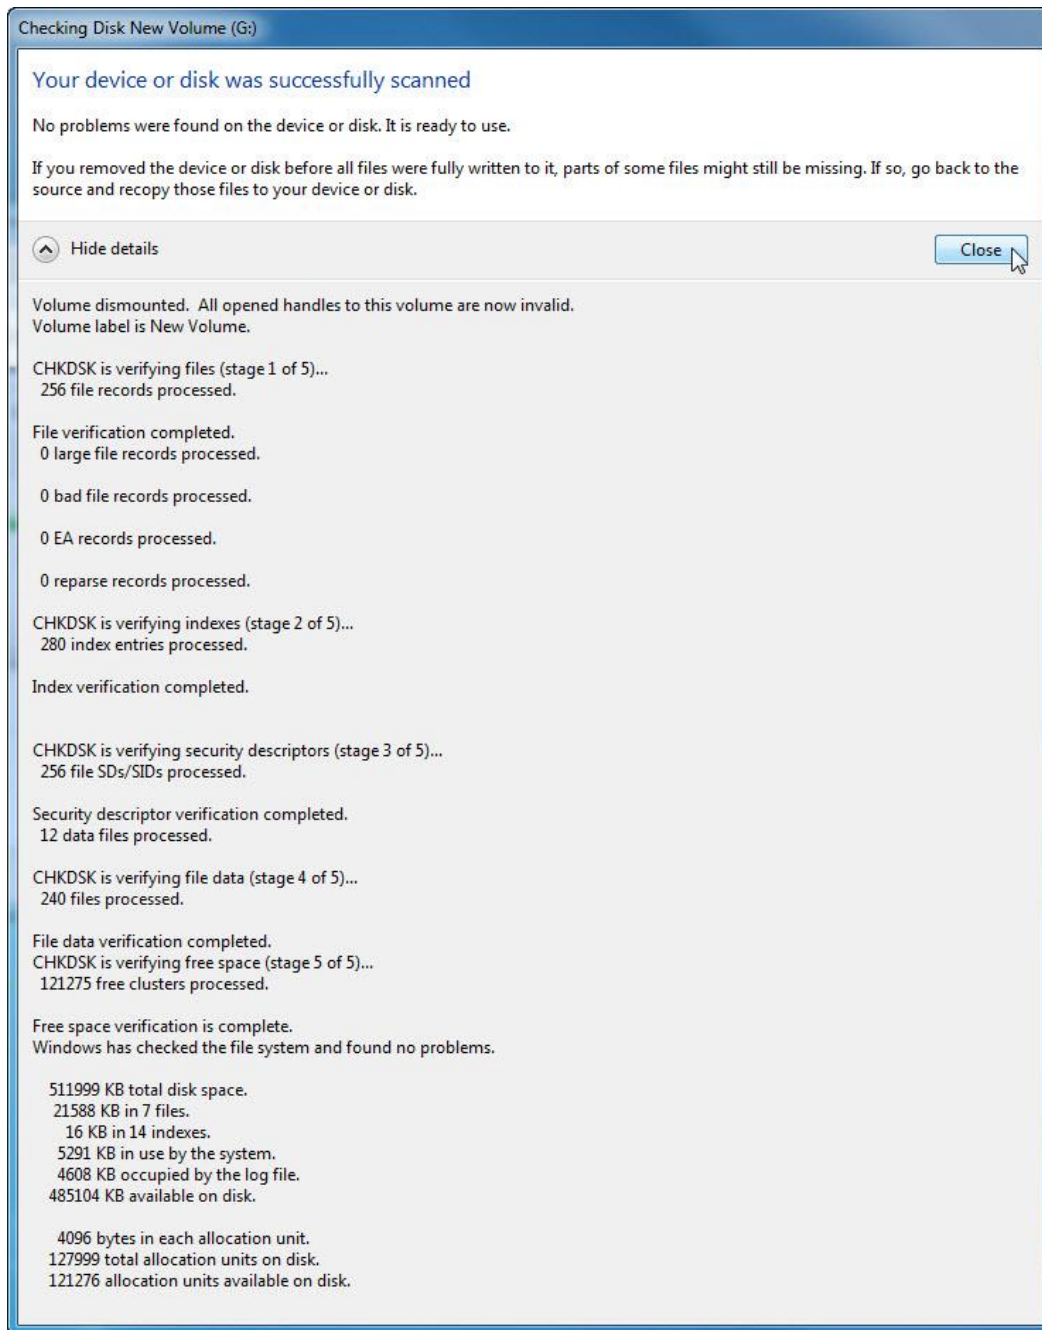 Checking Disk New Volume (G:)
Your device or disk was successfully scanned
No problems were found on the device or disk. It is ready to use.
If you removed the device or disk before all files were fully written to it, parts of some files might still be missing. If so, go back to the
source and recopy those files to your device or disk.
Hide details
Close
Volume dismounted.  All opened handles to this volume are now invalid.
Volume label is New Volume.
CHKDSK is verifying files (stage 1 of 5)...
256 file records processed.
File verification completed.
0 large file records processed.
0 bad file records processed.
0 EA records processed.
0 reparse records processed.
CHKDSK is verifying indexes (stage 2 of 5)...
280 index entries processed.
Index verification completed.
CHKDSK is verifying security descriptors (stage 3 of 5)...
256 file SDs/SIDs processed.
Security descriptor verification completed.
12 data files processed.
CHKDSK is verifying file data (stage 4 of 5)...
240 files processed.
File data verification completed.
CHKDSK is verifying free space (stage 5 of 5)...
121275 free clusters processed.
Free space verification is complete.
Windows has checked the file system and found no problems.
511999 KB total disk space.
21588 KB in 7 files.
16 KB in 14 indexes.
5291 KB in use by the system.
4608 KB occupied by the log file.
485104 KB available on disk.
4096 bytes in each allocation unit.
127999 total allocation units on disk.
121276 allocation units available on disk.